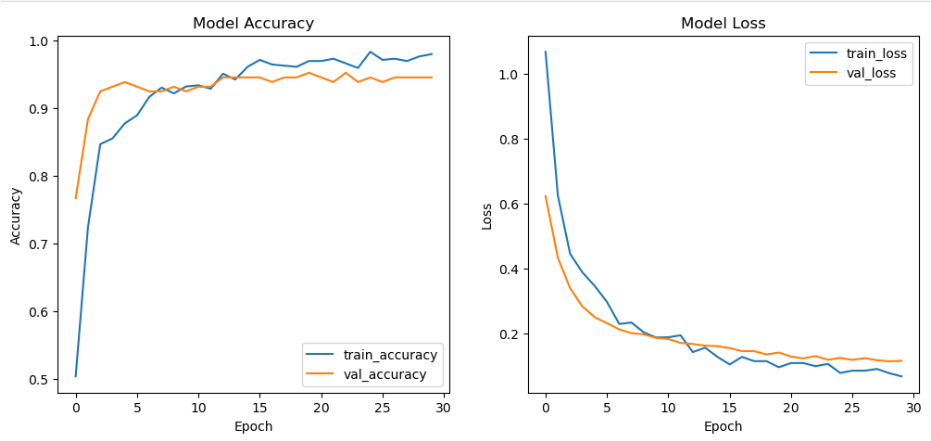 Model Accuracy
1.0
0.9
0.8
0.7
0.6
0.5
Accuracy
0
5
10
15
20
25
30
Epoch
train_accuracy
val_accuracy
Model Loss
1.0
0.8
0.6
0.4
0.2
Loss
0
5
10
15
20
25
30
Epoch
train_loss
val_loss